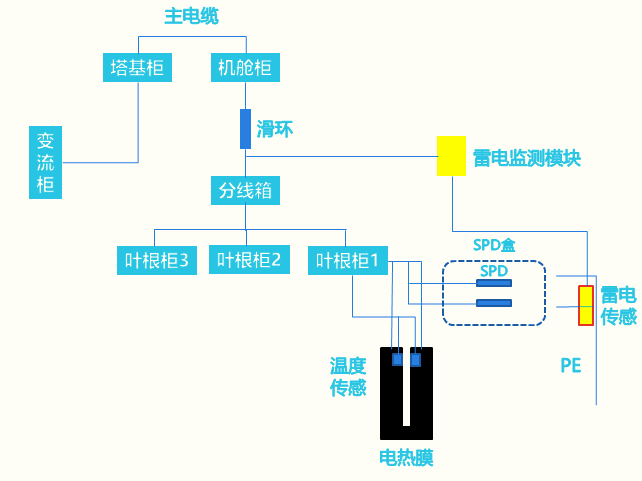 主电缆
塔基柜
机舱柜
变流柜
滑环
雷电监测模块
分线箱
叶根柜3
叶根柜2
叶根柜1
SPD盒
SPD
雷电
传感
PE
温度
传感
电热膜